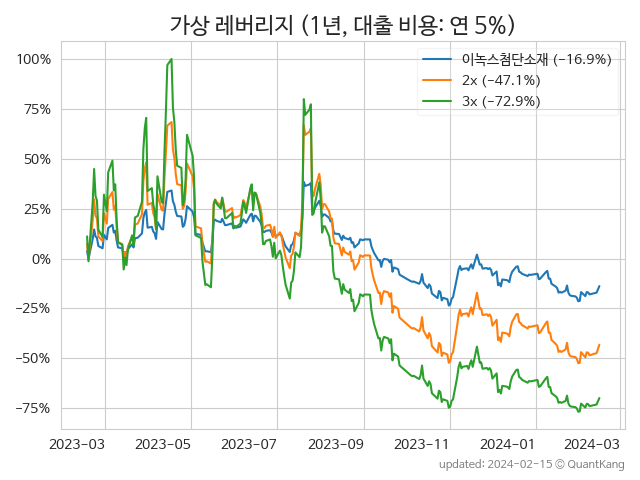 가상 레버리지 (1년, 대출 비용: 연 5%)
이녹스첨단소재 (−16.9%)
2x (−47.1%)
3x (−72.9%)
100%
75%
50%
25%
0%
−25%
−50%
−75%
2023-03 2023-05 2023-07 2023-09 2023-11 2024-01 2024-03
updated: 2024-02-15 © QuantKang